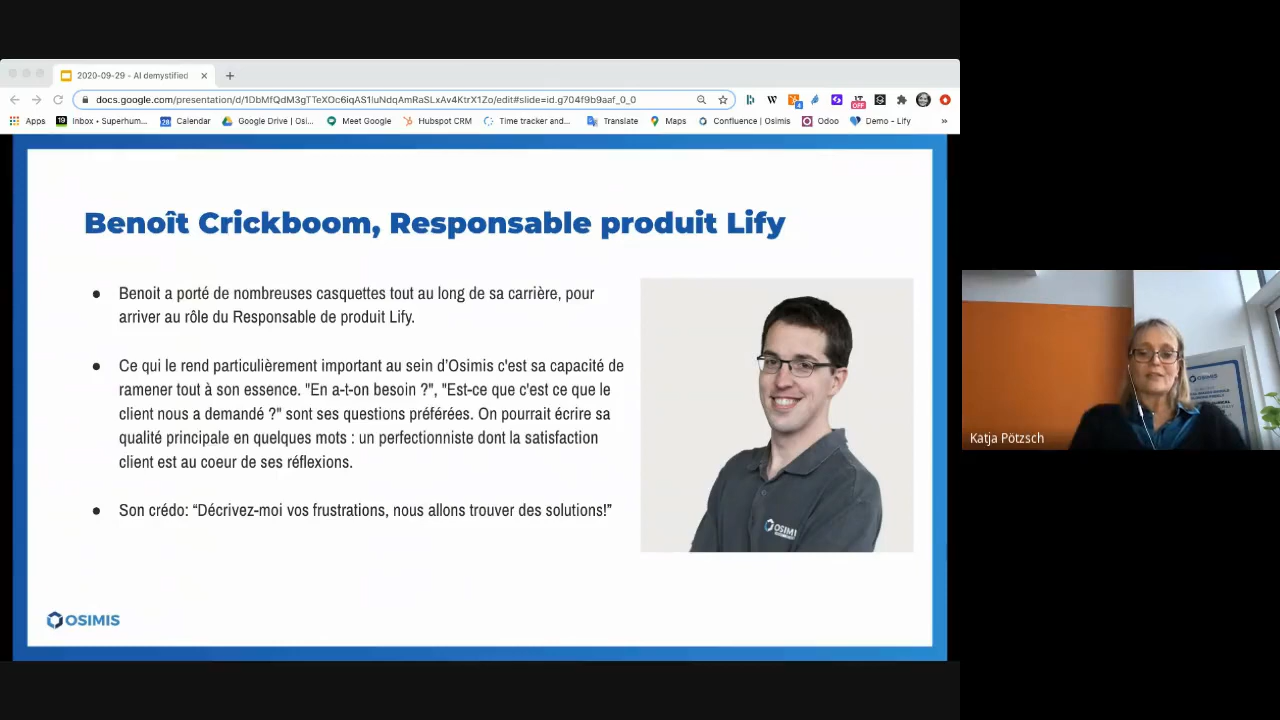 2020-09-29 - AI demystified
docs.google.com/presentation/d/1DbMfQdM3gTTeXOc6iqAS1luNdqAmRaSLxAv4KtrX1Zo/edit#slide=id.g704f9b9aaf_0_0
Apps Inbox • Superhum... Calendar Google Drive | Osi... Meet Google Hubspot CRM Time tracker and... Translate Maps Confluence | Osimis Odoo Demo - Lify »
Benoît Crickboom, Responsable produit Lify
● Benoit a porté de nombreuses casquettes tout au long de sa carrière, pour
arriver au rôle du Responsable de produit Lify.
● Ce qui le rend particulièrement important au sein d’Osimis c'est sa capacité de
ramener tout à son essence. "En a-t-on besoin ?", "Est-ce que c'est ce que le
client nous a demandé ?" sont ses questions préférées. On pourrait écrire sa
qualité principale en quelques mots : un perfectionniste dont la satisfaction
client est au coeur de ses réflexions.
● Son crédo: “Décrivez-moi vos frustrations, nous allons trouver des solutions!”
OSIMIS
OSIMIS
Katja Pötzsch
OSIMIS